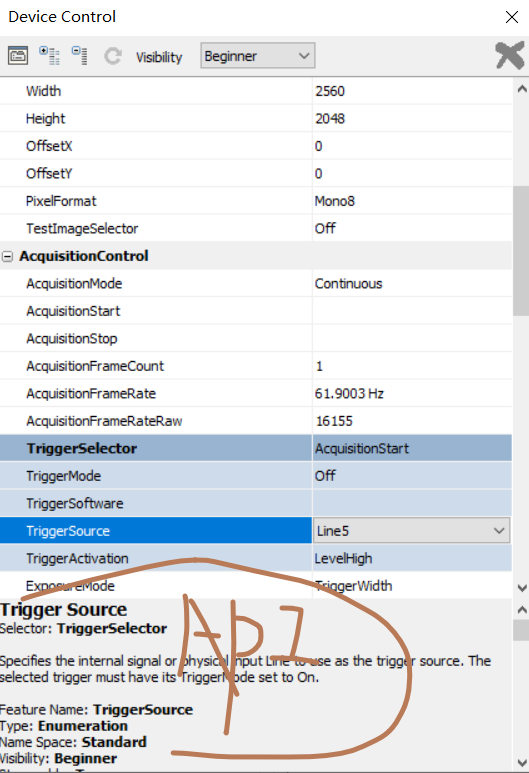 Device Control
Visibility Beginner
Width 2560
Height 2048
OffsetX 0
OffsetY 0
PixelFormat Mono8
TestImageSelector Off
AcquisitionControl
AcquisitionMode Continuous
AcquisitionStart
AcquisitionStop
AcquisitionFrameCount 1
AcquisitionFrameRate 61.9003 Hz
AcquisitionFrameRateRaw 16155
TriggerSelector AcquisitionStart
TriggerMode Off
TriggerSoftware
TriggerSource Line5
TriggerActivation LevelHigh
ExposureMode TriggerWidth
API
Trigger Source
Selector: TriggerSelector
Specifies the internal signal or physical input Line to use as the trigger source. The
selected trigger must have its TriggerMode set to On.
Feature Name: TriggerSource
Type: Enumeration
Name Space: Standard
Visibility: Beginner